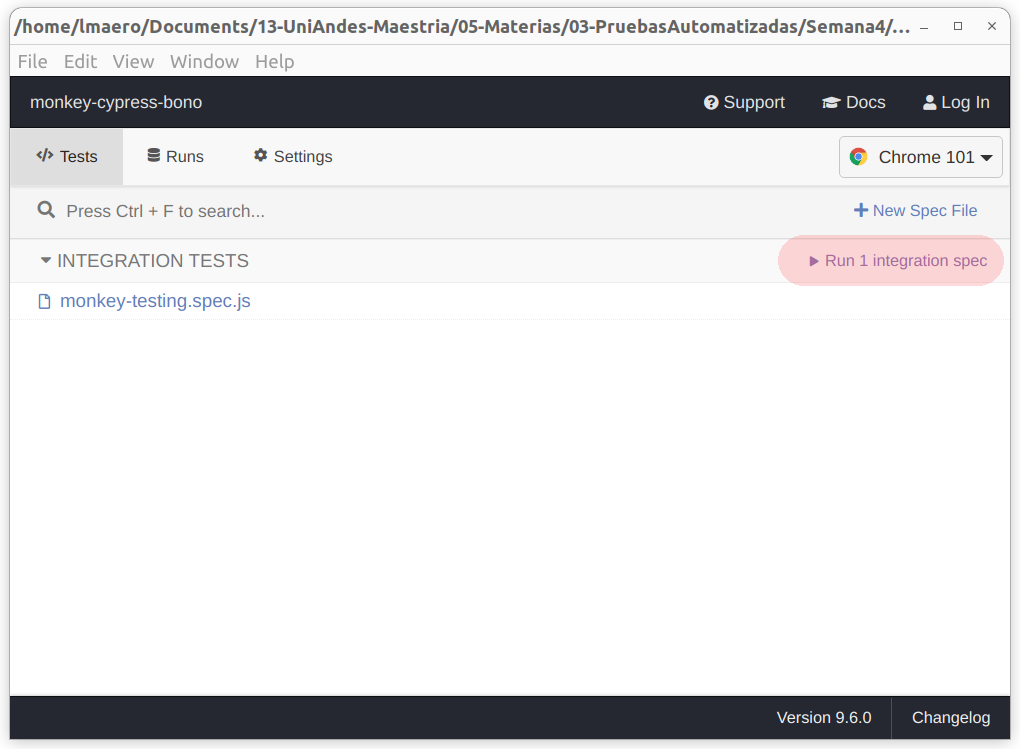 /home/lmaero/Documents/13-UniAndes-Maestria/05-Materias/03-PruebasAutomatizadas/Semana4/...
File Edit View Window Help
monkey-cypress-bono Support Docs Log In
Tests Runs Settings Chrome 101
Press Ctrl + F to search... New Spec File
INTEGRATION TESTS Run 1 integration spec
monkey-testing.spec.js
Version 9.6.0 Changelog